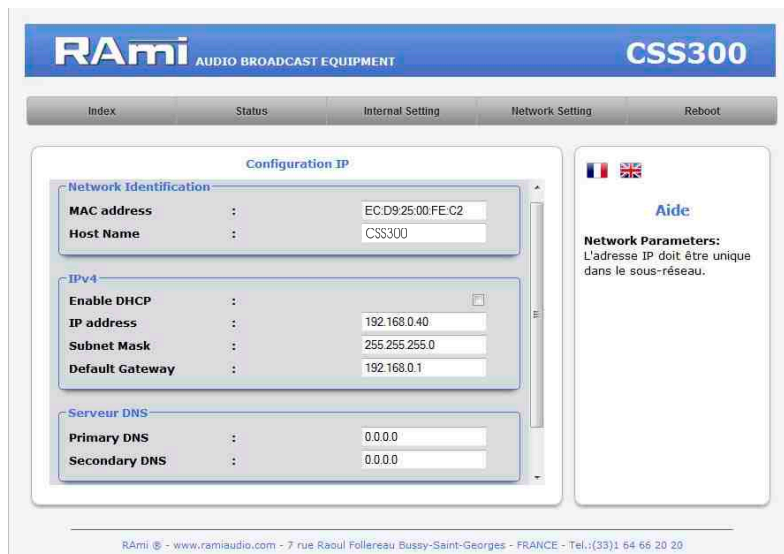 RAmi AUDIO BROADCAST EQUIPMENT CSS300
Index Status Internal Setting Network Setting Reboot
Configuration IP
Network Identification
MAC address : EC:D9:25:00:FE:C2
Host Name : CSS300
IPv4
Enable DHCP :
IP address : 192.168.0.40
Subnet Mask : 255.255.255.0
Default Gateway : 192.168.0.1
Serveur DNS
Primary DNS : 0.0.0.0
Secondary DNS : 0.0.0.0
Aide
Network Parameters:
L'adresse IP doit être unique
dans le sous-réseau.
RAmi ® - www.ramiaudio.com - 7 rue Raoul Follereau Bussy-Saint-Georges - FRANCE - Tel.:(33)1 64 66 20 20